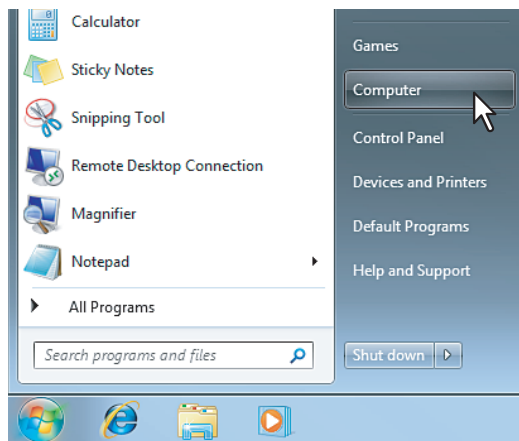 Calculator
Sticky Notes
Snipping Tool
Remote Desktop Connection
Magnifier
Notepad
All Programs
Search programs and files
Games
Computer
Control Panel
Devices and Printers
Default Programs
Help and Support
Shut down